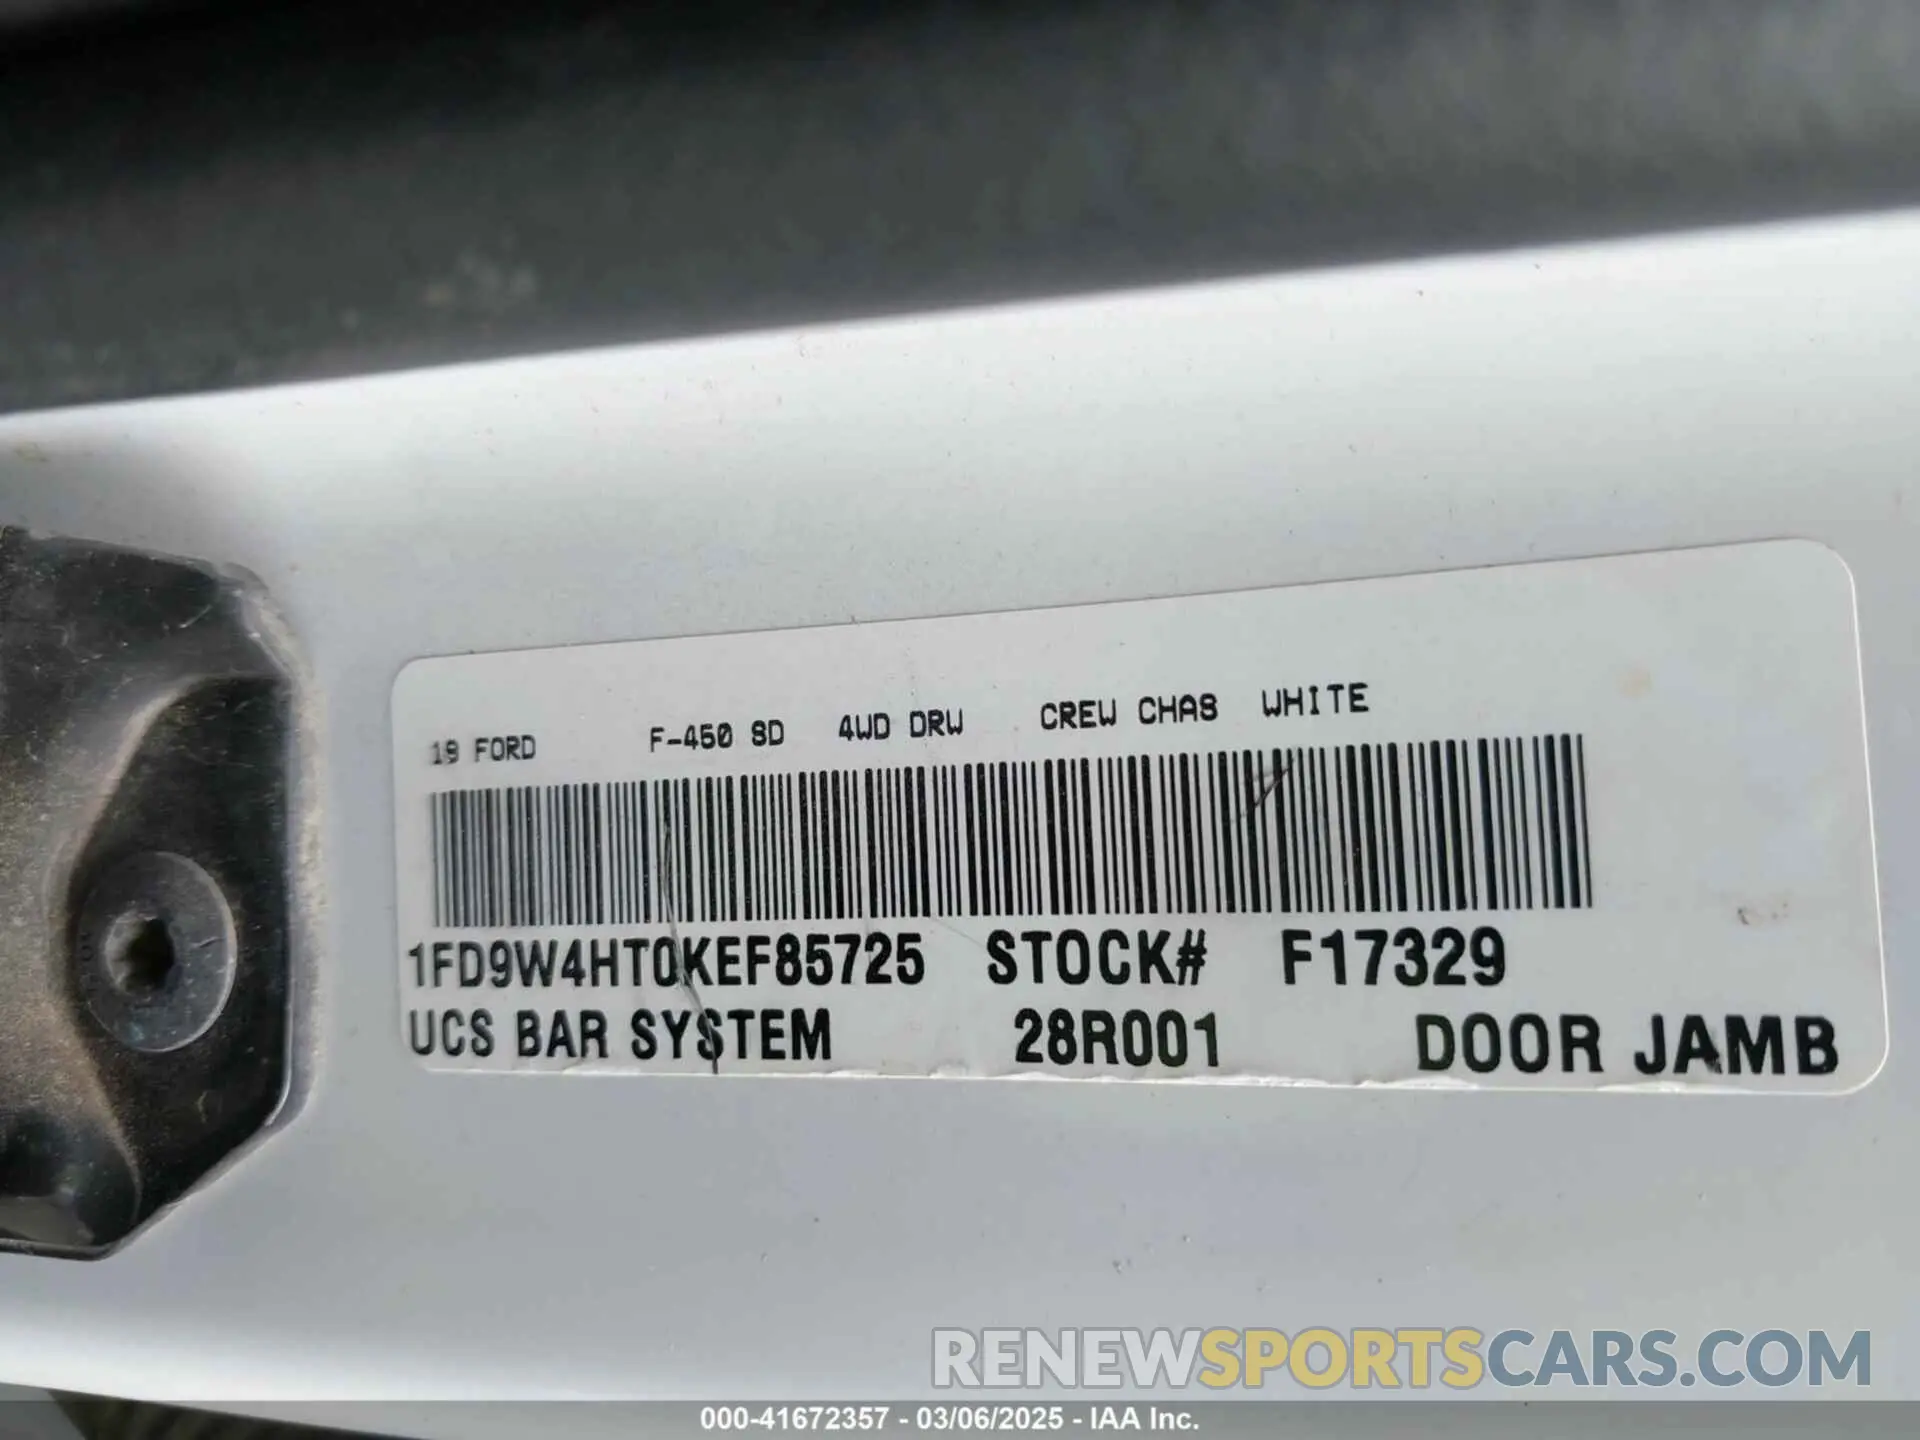 19 FORD F-450 SD 4WD DRW CREW CHAS WHITE
1FD9W4HT0KEF85725 STOCK# F17329
UCS BAR SYSTEM 28R001 DOOR JAMB
RENEWSPORTSCARS.COM
000-41672357 - 03/06/2025 - IAA Inc.